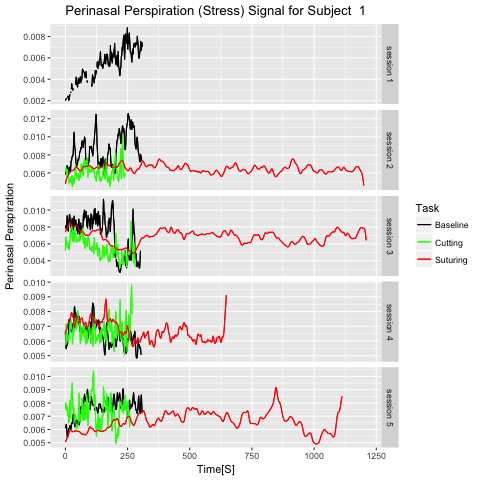 Perinasal Perspiration (Stress) Signal for Subject  1
Perinasal Perspiration
0.008
0.006
0.004
0.002
session 1
0.012
0.010
0.008
0.006
session 2
0.010
0.008
0.006
0.004
session 3
0.010
0.009
0.008
0.007
0.006
0.005
session 4
0.010
0.009
0.008
0.007
0.006
0.005
session 5
0
250
500
750
1000
1250
Time[S]
Task
Baseline
Cutting
Suturing